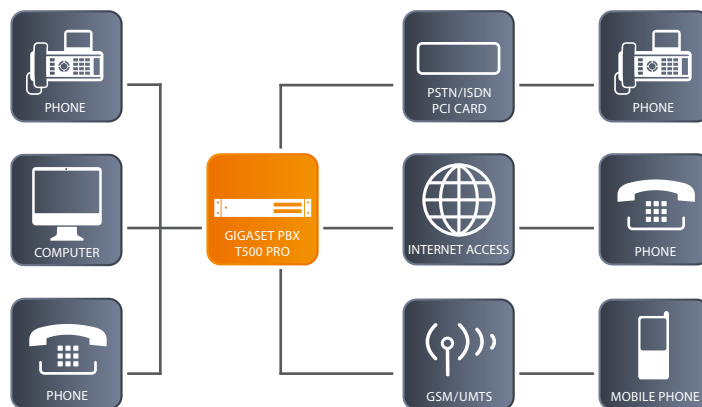 PHONE
PSTN/ISDN
PCI CARD
PHONE
COMPUTER
GIGASET PBX
T500 PRO
INTERNET ACCESS
PHONE
PHONE
GSM/UMTS
MOBILE PHONE